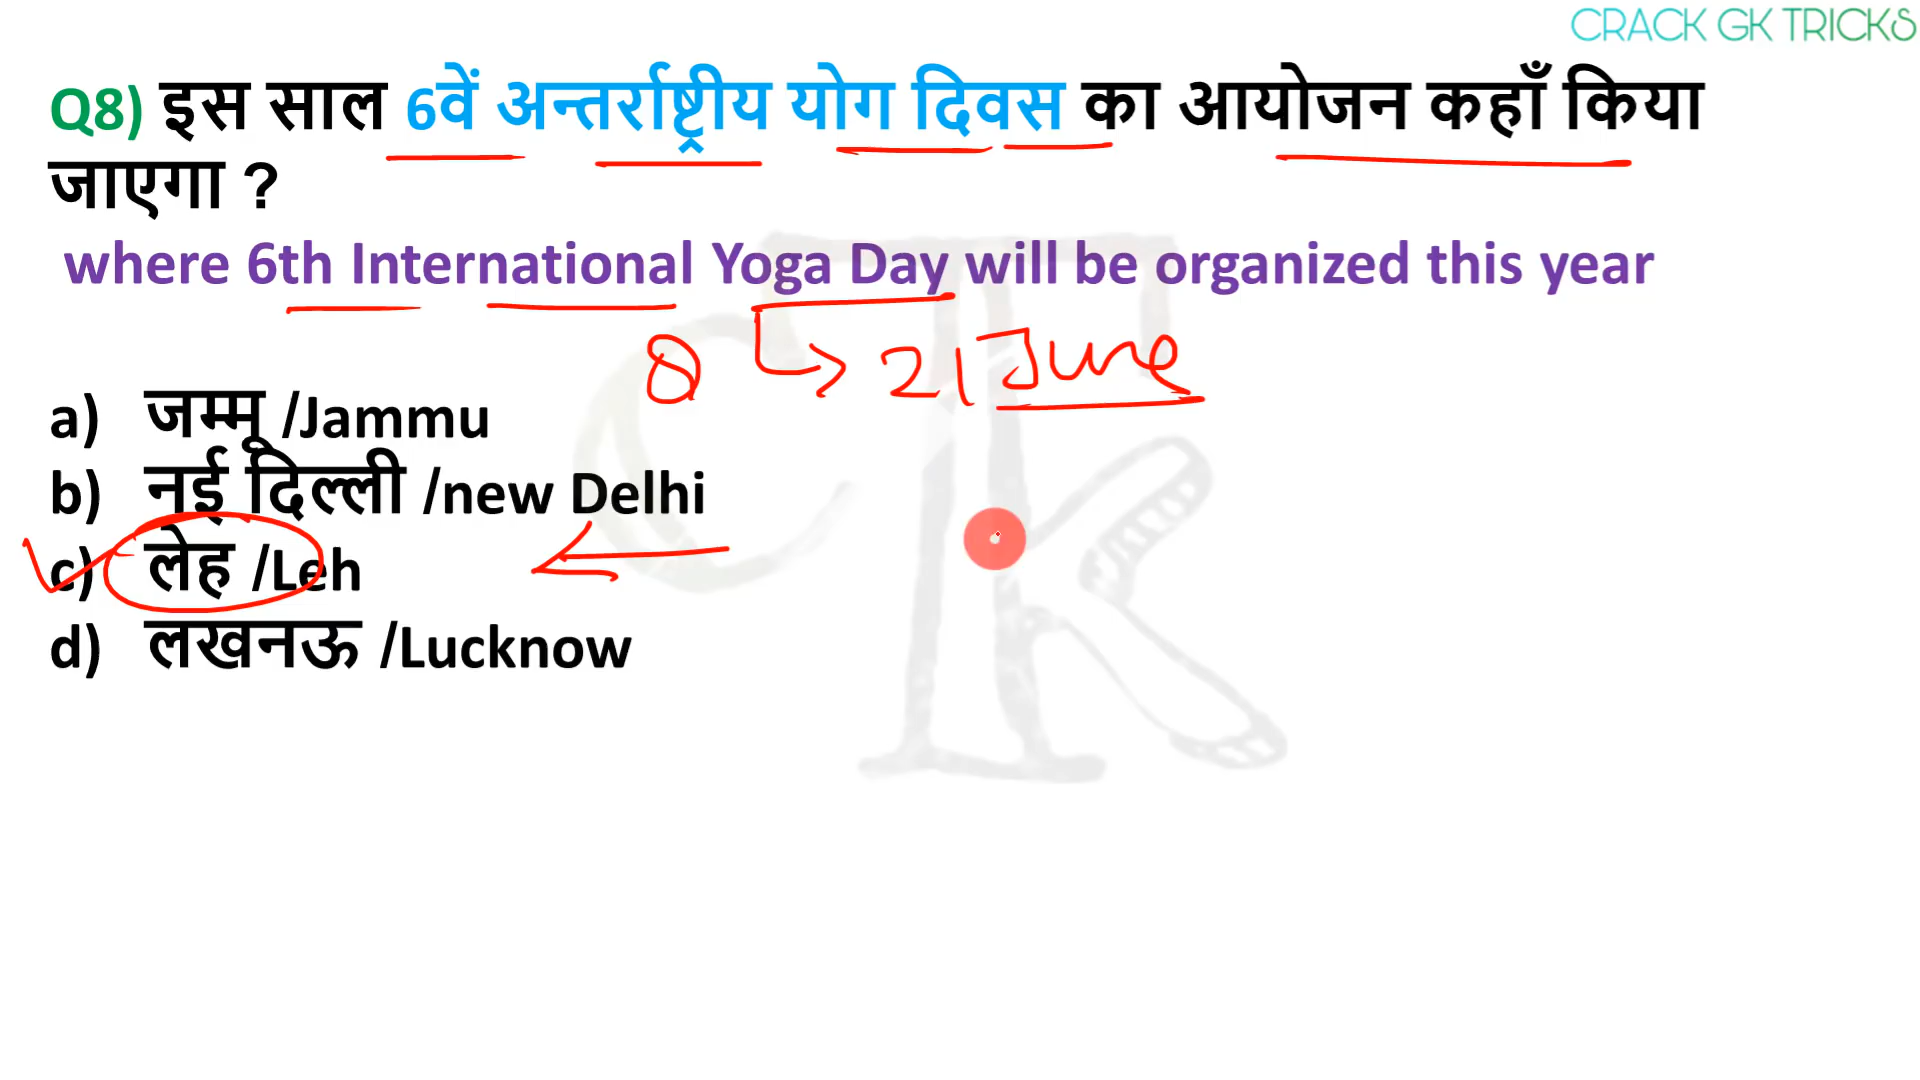 CRACK GK TRICKS
Q8) इस साल 6वें अन्तर्राष्ट्रीय योग दिवस का आयोजन कहाँ किया
जाएगा ?
where 6th International Yoga Day will be organized this year
21 June
a) जम्मू /Jammu
b) नई दिल्ली /new Delhi
c) लेह /Leh
d) लखनऊ /Lucknow